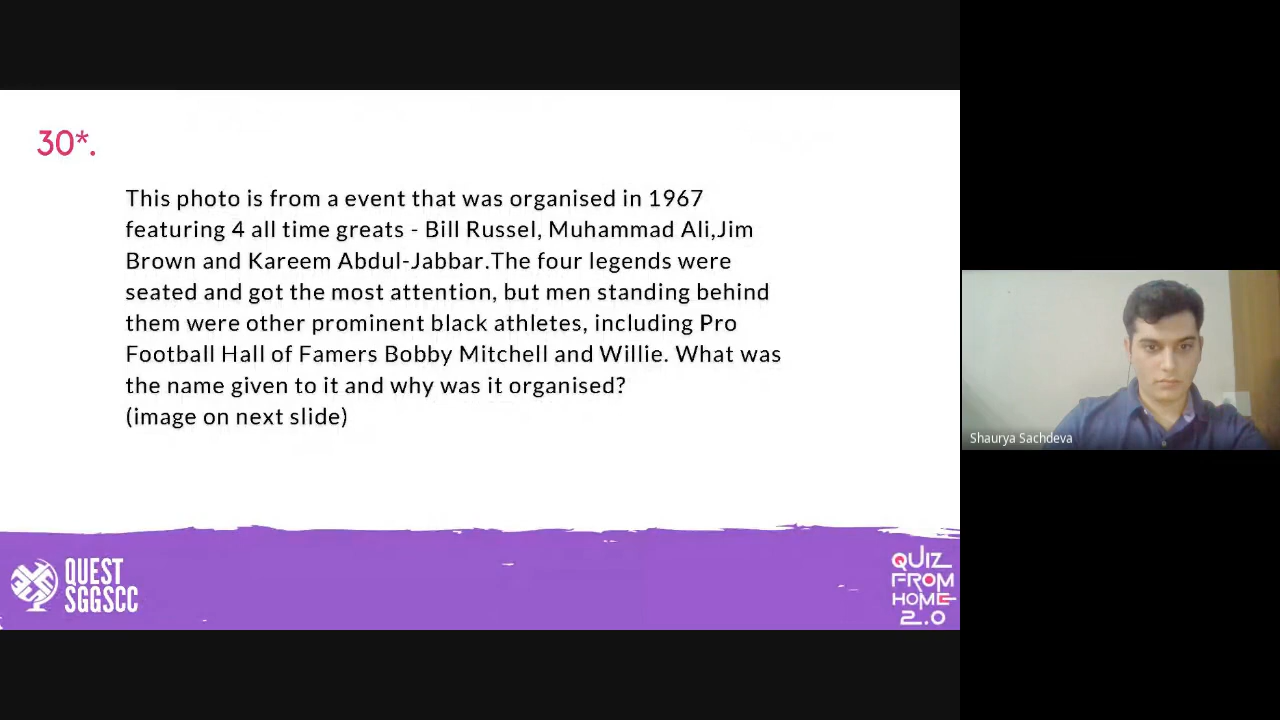 30*.
This photo is from a event that was organised in 1967
featuring 4 all time greats - Bill Russel, Muhammad Ali,Jim
Brown and Kareem Abdul-Jabbar.The four legends were
seated and got the most attention, but men standing behind
them were other prominent black athletes, including Pro
Football Hall of Famers Bobby Mitchell and Willie. What was
the name given to it and why was it organised?
(image on next slide)
Shaurya Sachdeva
QUEST
SGGSCC
QUIZ
FROM
HOME
2.0